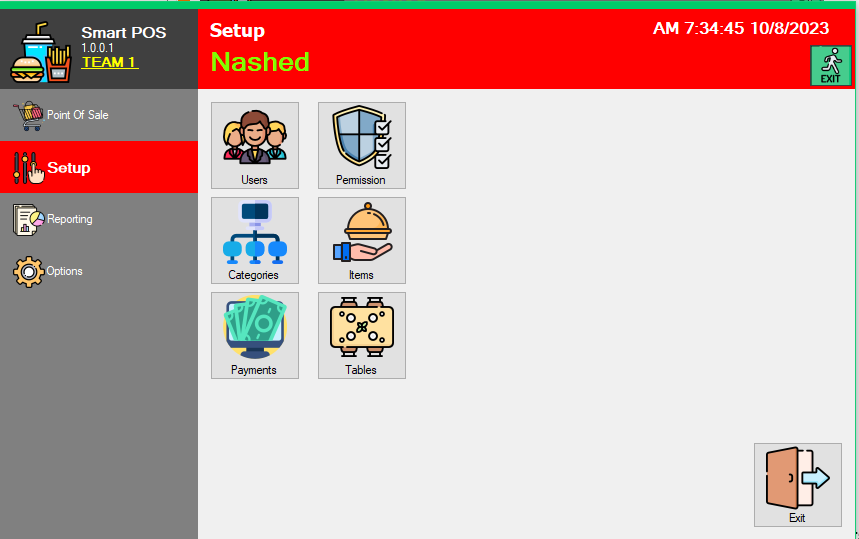 Smart POS
1.0.0.1
TEAM 1
Setup
Nashed
AM 7:34:45 10/8/2023
EXIT
Point Of Sale
Setup
Reporting
Options
Users
Permission
Categories
Items
Payments
Tables
Exit